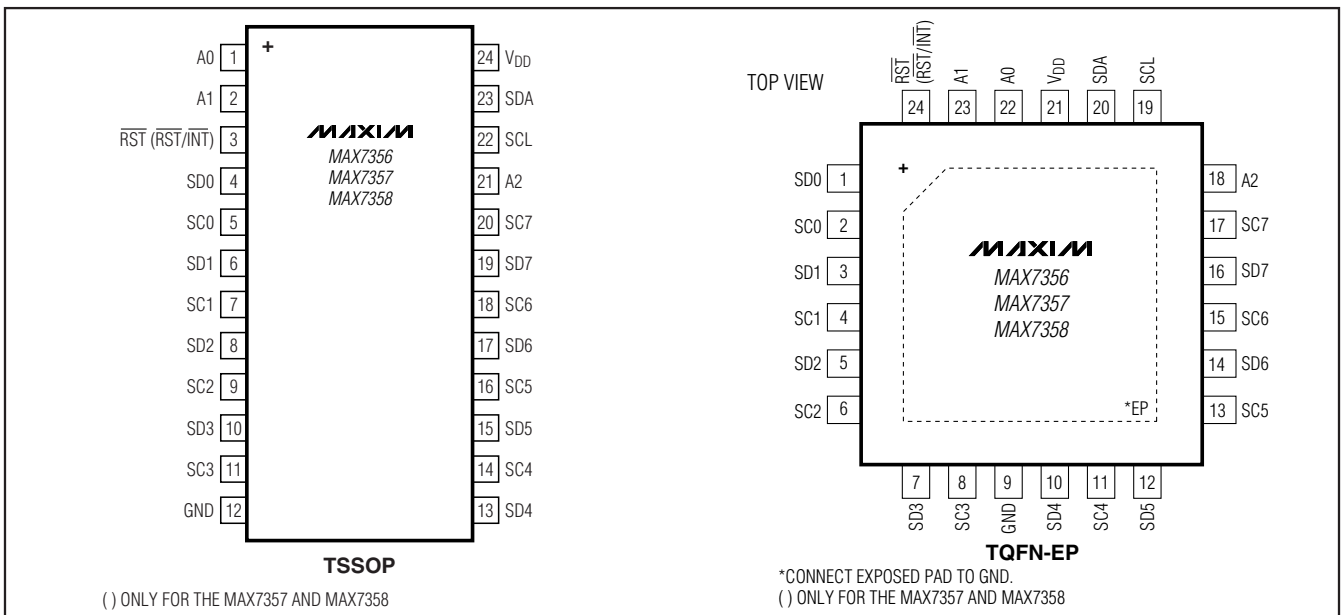 A0 1
A1 2
RST (RST/INT) 3
SD0 4
SC0 5
SD1 6
SC1 7
SD2 8
SC2 9
SD3 10
SC3 11
GND 12
+
MAXIM
MAX7356
MAX7357
MAX7358
24 VDD
23 SDA
22 SCL
21 A2
20 SC7
19 SD7
18 SC6
17 SD6
16 SC5
15 SD5
14 SC4
13 SD4
TSSOP
( ) ONLY FOR THE MAX7357 AND MAX7358
TOP VIEW
RST (RST/INT) A1 A0 VDD SDA SCL
24 23 22 21 20 19
SD0 1
SC0 2
SD1 3
SC1 4
SD2 5
SC2 6
+
MAXIM
MAX7356
MAX7357
MAX7358
*EP
18 A2
17 SC7
16 SD7
15 SC6
14 SD6
13 SC5
7 8 9 10 11 12
SD3 SC3 GND SD4 SC4 SD5
TQFN-EP
*CONNECT EXPOSED PAD TO GND.
( ) ONLY FOR THE MAX7357 AND MAX7358